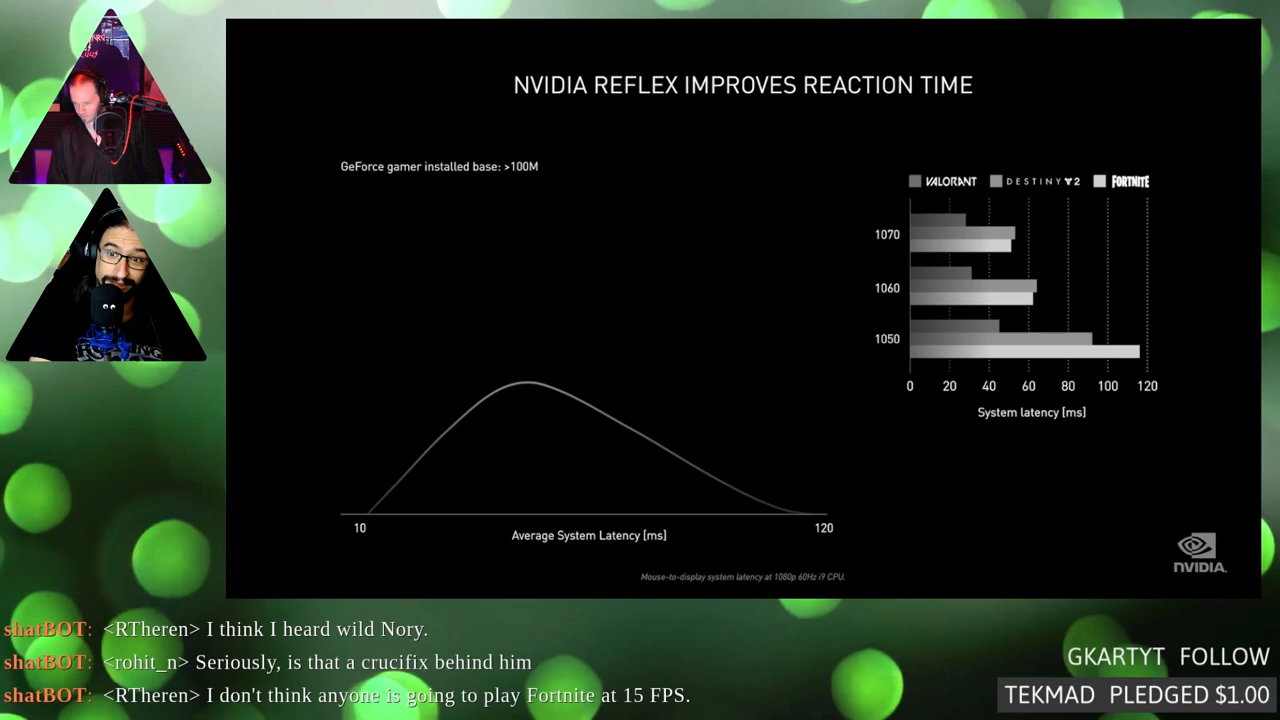 NVIDIA REFLEX IMPROVES REACTION TIME
GeForce gamer installed base: >100M
VALORANT DESTINY 2 FORTNITE
1070
1060
1050
0 20 40 60 80 100 120
System latency [ms]
10 120
Average System Latency [ms]
Mouse-to-display system latency at 1080p 60Hz i9 CPU.
NVIDIA.
shatBOT: <RTheren> I think I heard wild Nory.
shatBOT: <rohit_n> Seriously, is that a crucifix behind him
shatBOT: <RTheren> I don't think anyone is going to play Fortnite at 15 FPS.
GKARTYT FOLLOW
TEKMAD PLEDGED $1.00